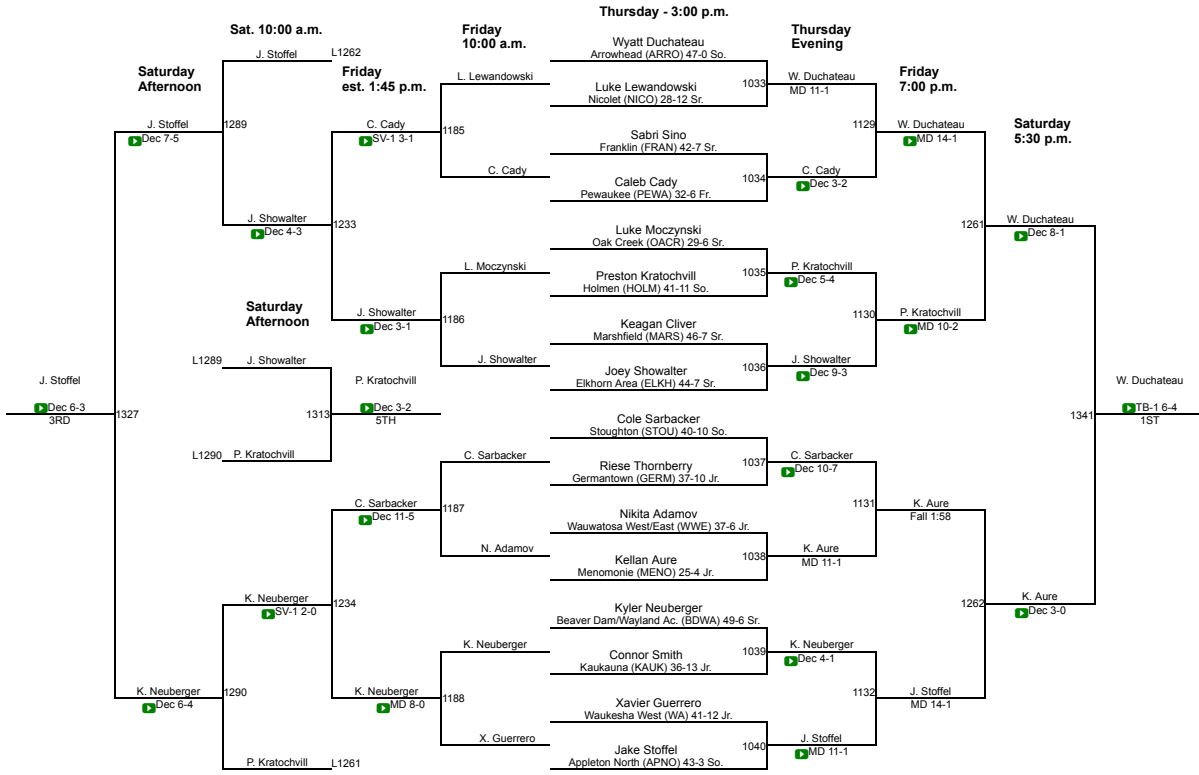 Thursday - 3:00 p.m.
Sat. 10:00 a.m.
Friday
10:00 a.m.
Thursday
Evening
Saturday
Afternoon
Friday
est. 1:45 p.m.
Friday
7:00 p.m.
Saturday
5:30 p.m.
Saturday
Afternoon
Wyatt Duchateau
Arrowhead (ARRO) 47-0 So.
Luke Lewandowski
Nicolet (NICO) 28-12 Sr.
Sabri Sino
Franklin (FRAN) 42-7 Sr.
Caleb Cady
Pewaukee (PEWA) 32-6 Fr.
Luke Moczynski
Oak Creek (OACR) 29-6 Sr.
Preston Kratochvill
Holmen (HOLM) 41-11 So.
Keagan Cliver
Marshfield (MARS) 46-7 Sr.
Joey Showalter
Elkhorn Area (ELKH) 44-7 Sr.
Cole Sarbacker
Stoughton (STOU) 40-10 So.
Riese Thornberry
Germantown (GERM) 37-10 Jr.
Nikita Adamov
Wauwatosa West/East (WWE) 37-6 Jr.
Kellan Aure
Menomonie (MENO) 25-4 Jr.
Kyler Neuberger
Beaver Dam/Wayland Ac. (BDWA) 49-6 Sr.
Connor Smith
Kaukauna (KAUK) 36-13 Jr.
Xavier Guerrero
Waukesha West (WA) 41-12 Jr.
Jake Stoffel
Appleton North (APNO) 43-3 So.
1033
W. Duchateau
MD 11-1
1034
C. Cady
Dec 3-2
1035
P. Kratochvill
Dec 5-4
1036
J. Showalter
Dec 9-3
1037
C. Sarbacker
Dec 10-7
1038
K. Aure
MD 11-1
1039
K. Neuberger
Dec 4-1
1040
J. Stoffel
MD 11-1
1129
W. Duchateau
MD 14-1
1130
P. Kratochvill
MD 10-2
1131
K. Aure
Fall 1:58
1132
J. Stoffel
MD 14-1
1261
W. Duchateau
Dec 8-1
1262
K. Aure
Dec 3-0
1341
W. Duchateau
TB-1 6-4
1ST
L. Lewandowski
C. Cady
1185
L. Moczynski
J. Showalter
1186
C. Sarbacker
N. Adamov
1187
K. Neuberger
X. Guerrero
1188
C. Cady
SV-1 3-1
J. Showalter
Dec 3-1
1233
C. Sarbacker
Dec 11-5
K. Neuberger
MD 8-0
1234
J. Stoffel
L1262
J. Showalter
Dec 4-3
1289
K. Neuberger
SV-1 2-0
P. Kratochvill
L1261
1290
J. Stoffel
Dec 7-5
K. Neuberger
Dec 6-4
1327
J. Stoffel
Dec 6-3
3RD
L1289
J. Showalter
L1290
P. Kratochvill
1313
P. Kratochvill
Dec 3-2
5TH